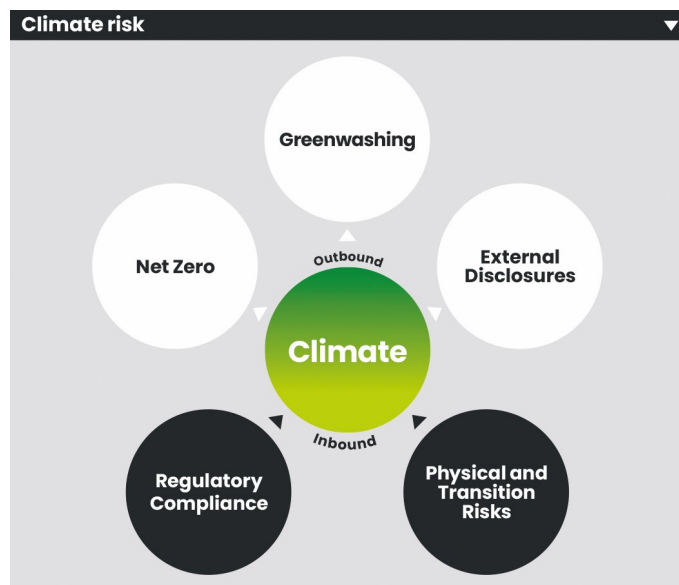 Climate risk
Greenwashing
Net Zero
Outbound
External
Disclosures
Climate
Inbound
Regulatory
Compliance
Physical and
Transition
Risks